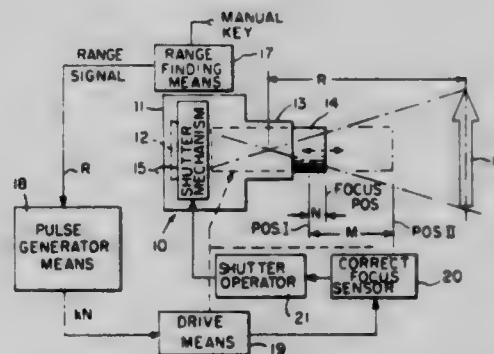 MANUAL
KEY
RANGE
SIGNAL
RANGE
FINDING
MEANS
17
R
11
13
14
12
15
SHUTTER
MECHANISM
R
18
10
N
FOCUS
POS
POS I
M
POS II
PULSE
GENERATOR
MEANS
SHUTTER
OPERATOR
21
CORRECT
FOCUS
SENSOR
20
kN
DRIVE
MEANS
19